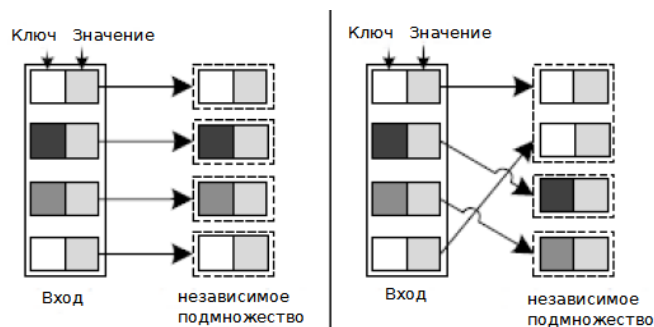 Ключ Значение
Вход
независимое
подмножество
Ключ Значение
Вход
независимое
подмножество